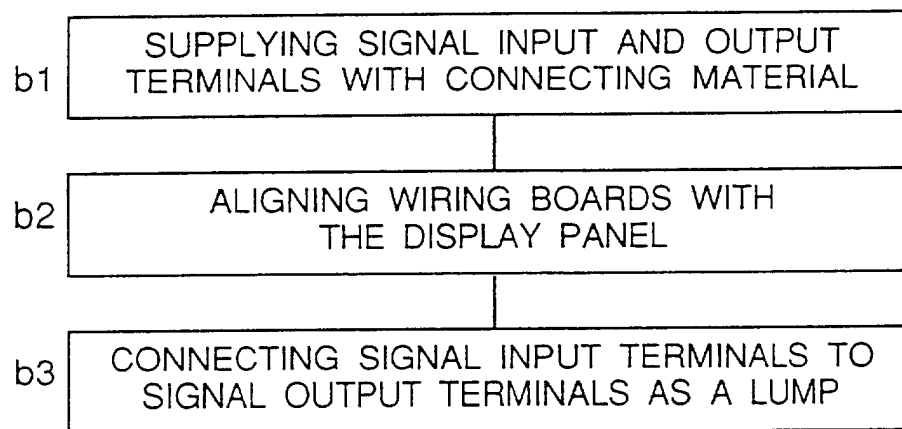 SUPPLYING SIGNAL INPUT AND OUTPUT
b1 TERMINALS WITH CONNECTING MATERIAL
b2 ALIGNING WIRING BOARDS WITH
THE DISPLAY PANEL
b3 CONNECTING SIGNAL INPUT TERMINALS TO
SIGNAL OUTPUT TERMINALS AS A LUMP